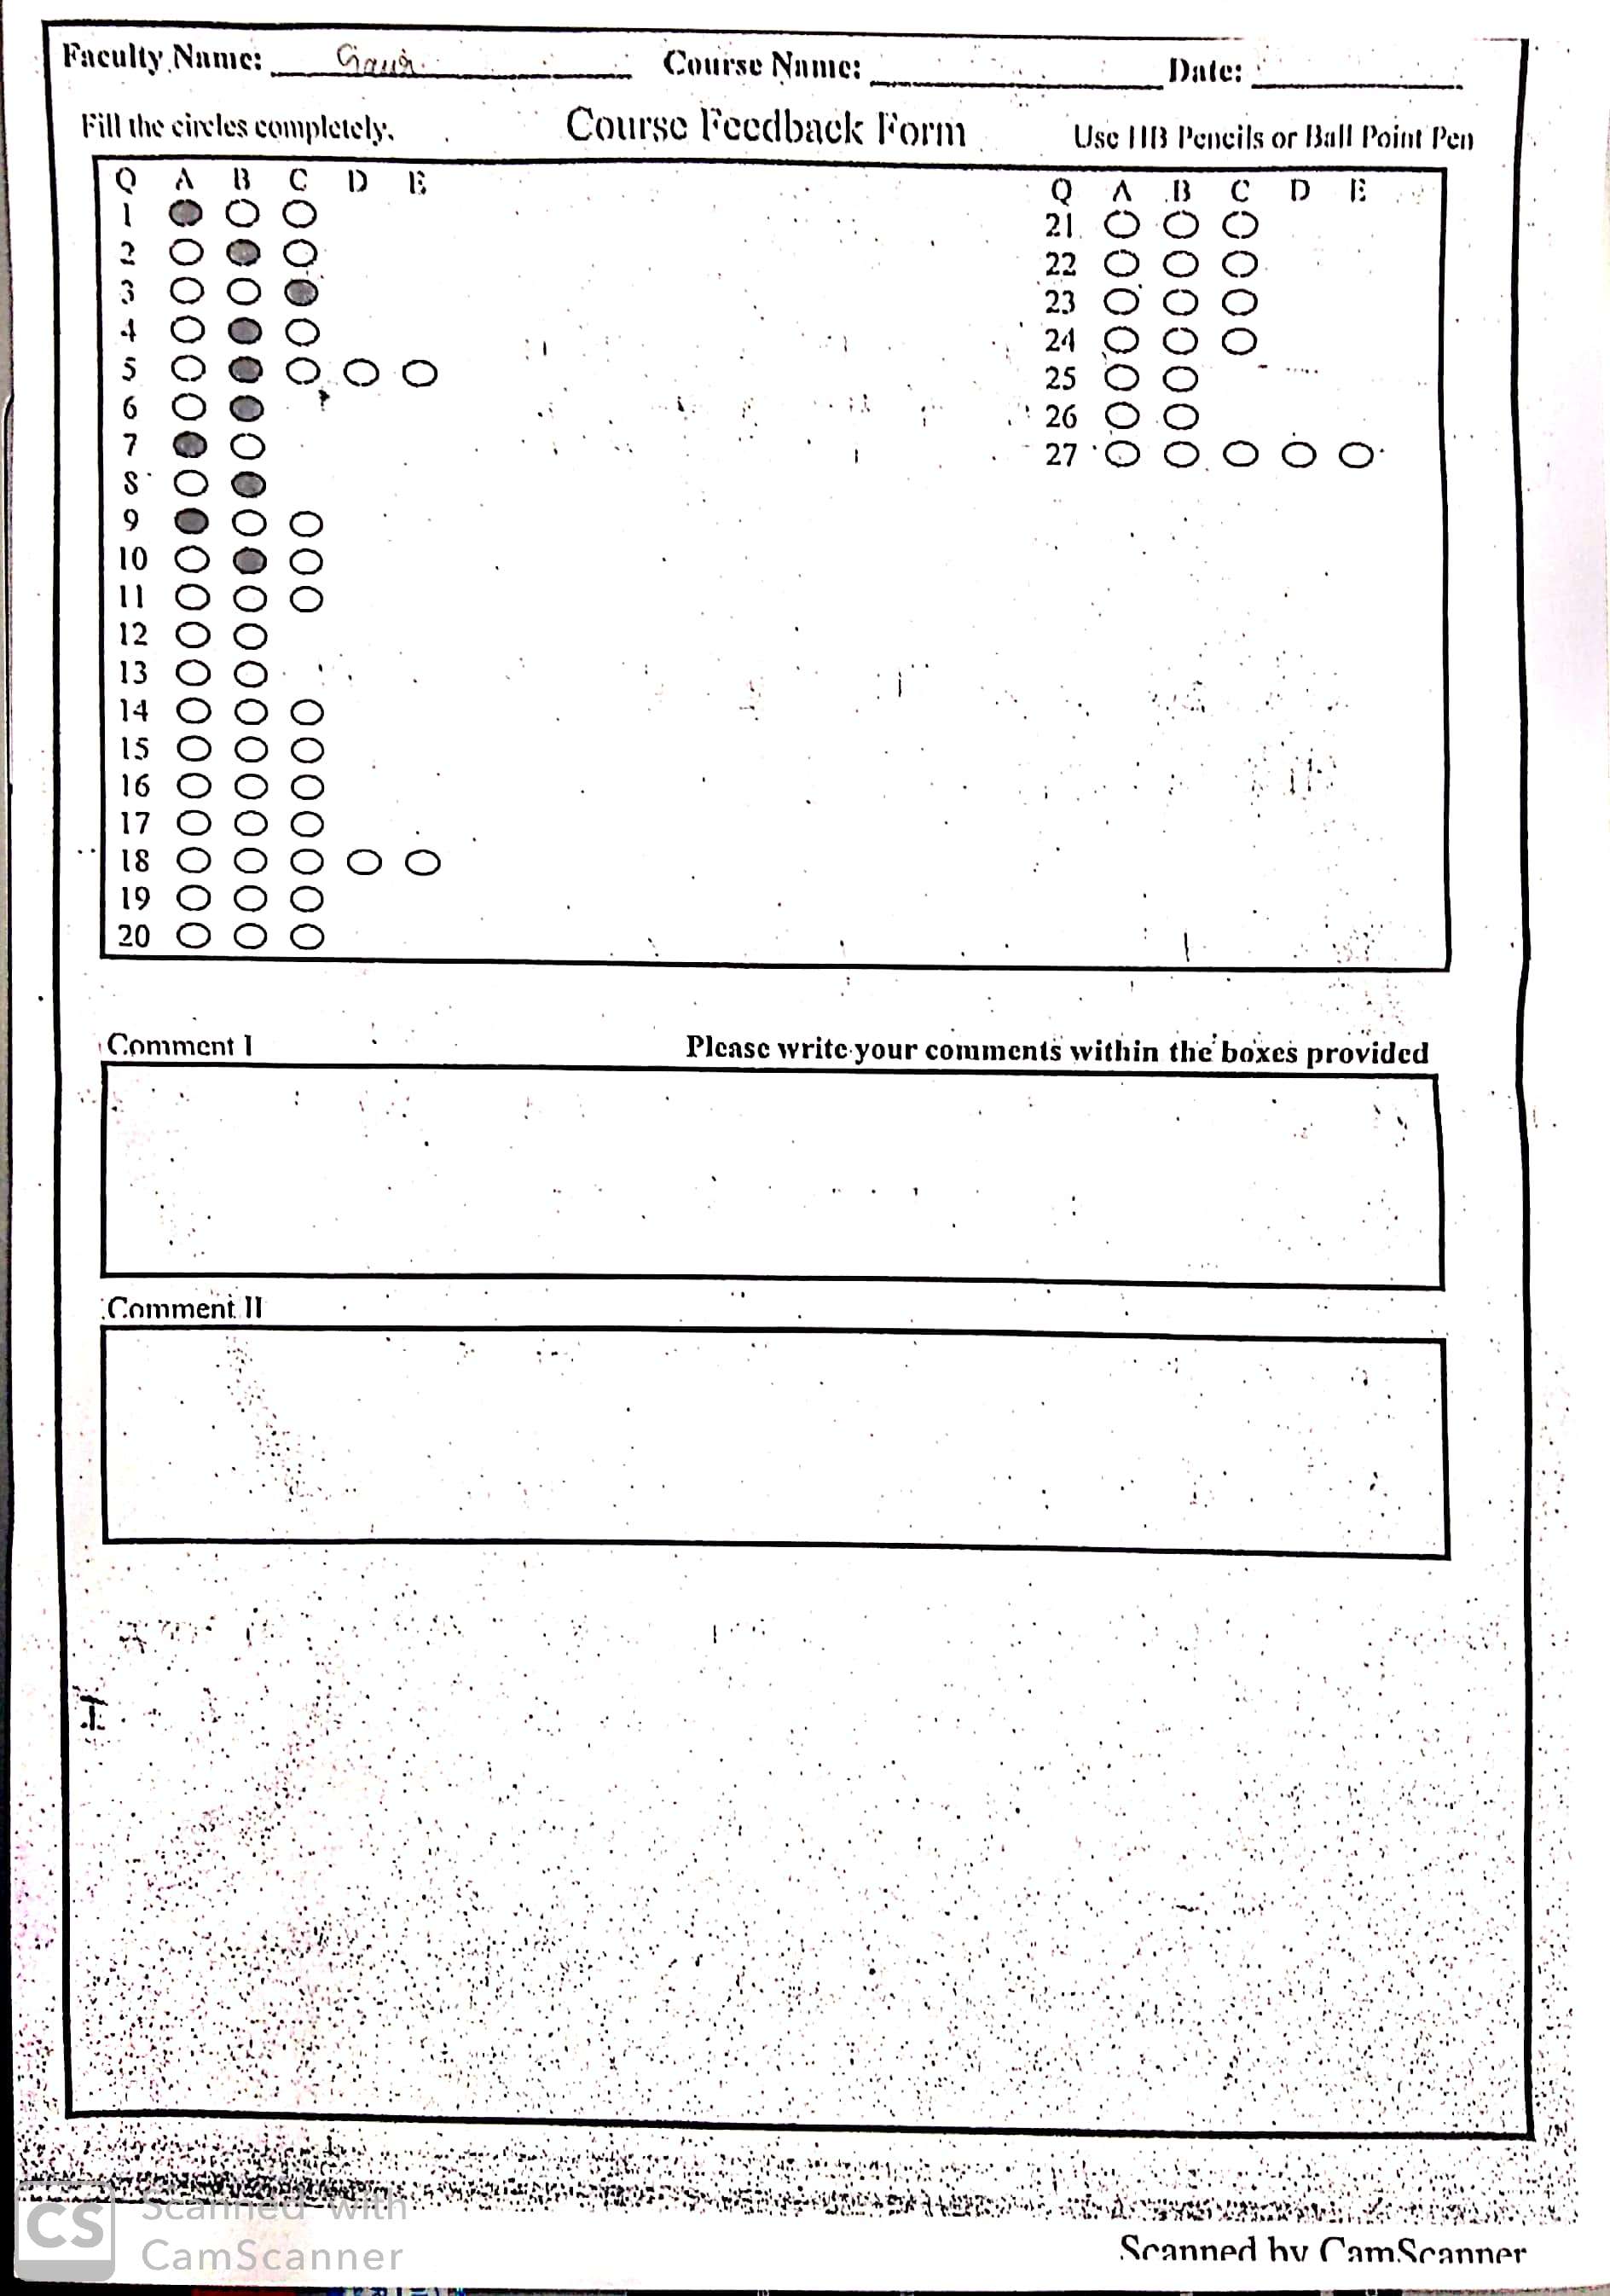 Faculty Name: Course Name: Date:
Fill the circles completely. Course Feedback Form Use HB Pencils or Ball Point Pen
Q A B C D E Q A B C D E
1 21
2 22
3 23
4 24
5 25
6 26
7 27
8
9
10
11
12
13
14
15
16
17
18
19
20
Comment I Please write your comments within the boxes provided
Comment II
CS Scanned with
CamScanner
Scanned by CamScanner